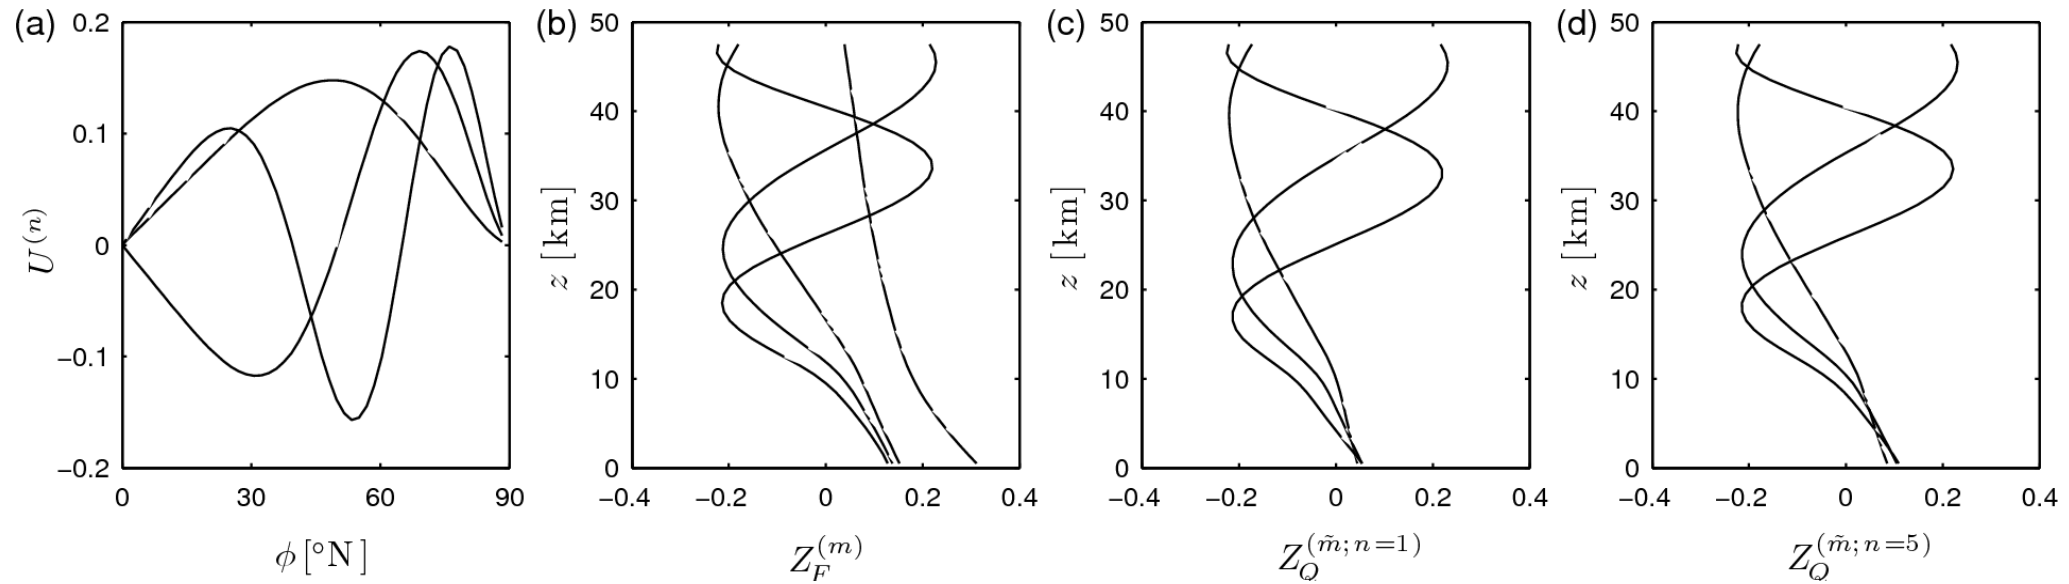 (a)
0.2
0.1
0
−0.1
−0.2
U^(n)
0 30 60 90
ϕ [°N]
(b)
50
40
30
20
10
0
z [km]
−0.4 −0.2 0 0.2 0.4
Z_F^(m)
(c)
50
40
30
20
10
0
z [km]
−0.4 −0.2 0 0.2 0.4
Z_Q^(m̃; n=1)
(d)
50
40
30
20
10
0
z [km]
−0.4 −0.2 0 0.2 0.4
Z_Q^(m̃; n=5)